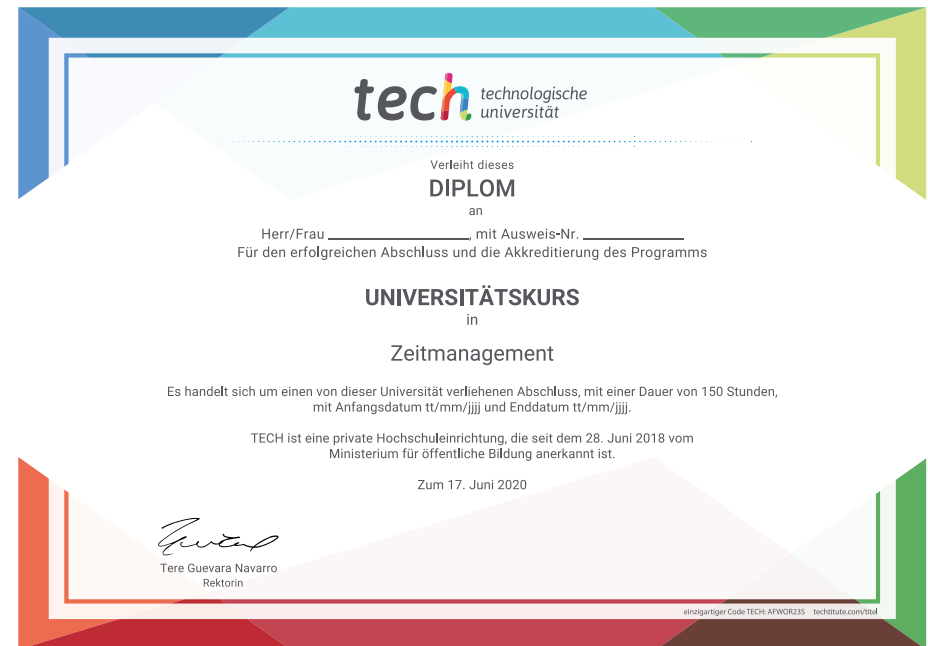 tech technologische
universität
Verleiht dieses
DIPLOM
an
Herr/Frau ____________________, mit Ausweis-Nr. ______________
Für den erfolgreichen Abschluss und die Akkreditierung des Programms
UNIVERSITÄTSKURS
in
Zeitmanagement
Es handelt sich um einen von dieser Universität verliehenen Abschluss, mit einer Dauer von 150 Stunden,
mit Anfangsdatum tt/mm/jjjj und Enddatum tt/mm/jjjj.
TECH ist eine private Hochschuleinrichtung, die seit dem 28. Juni 2018 vom
Ministerium für öffentliche Bildung anerkannt ist.
Zum 17. Juni 2020
Tere Guevara Navarro
Rektorin
einzigartiger Code TECH: AFWOR235 techtitute.com/titel